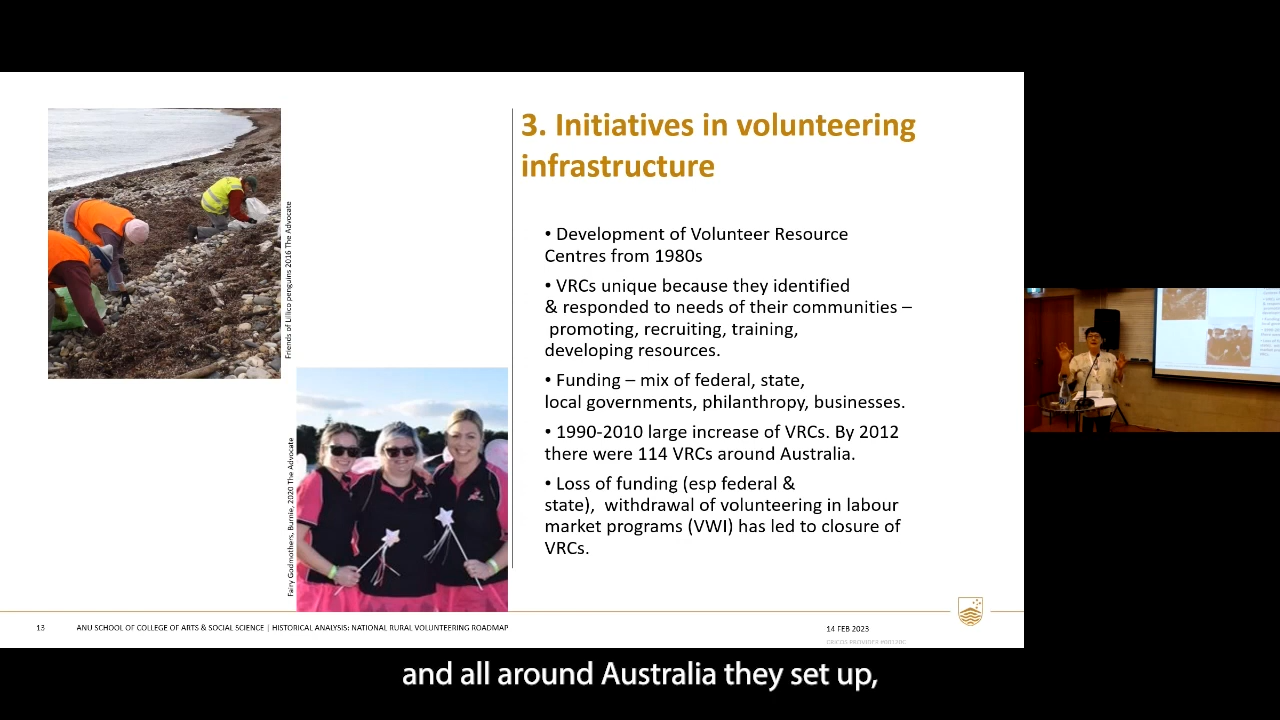 3. Initiatives in volunteering
infrastructure
• Development of Volunteer Resource
Centres from 1980s
• VRCs unique because they identified
& responded to needs of their communities –
promoting, recruiting, training,
developing resources.
• Funding – mix of federal, state,
local governments, philanthropy, businesses.
• 1990-2010 large increase of VRCs. By 2012
there were 114 VRCs around Australia.
• Loss of funding (esp federal &
state), withdrawal of volunteering in labour
market programs (VWI) has led to closure of
VRCs.
Friends of Lillico penguins 2016 The Advocate
Fairy Godmothers, Burnie, 2020 The Advocate
13
ANU SCHOOL OF COLLEGE OF ARTS & SOCIAL SCIENCE | HISTORICAL ANALYSIS: NATIONAL RURAL VOLUNTEERING ROADMAP
14 FEB 2023
CRICOS PROVIDER #00120C
and all around Australia they set up,